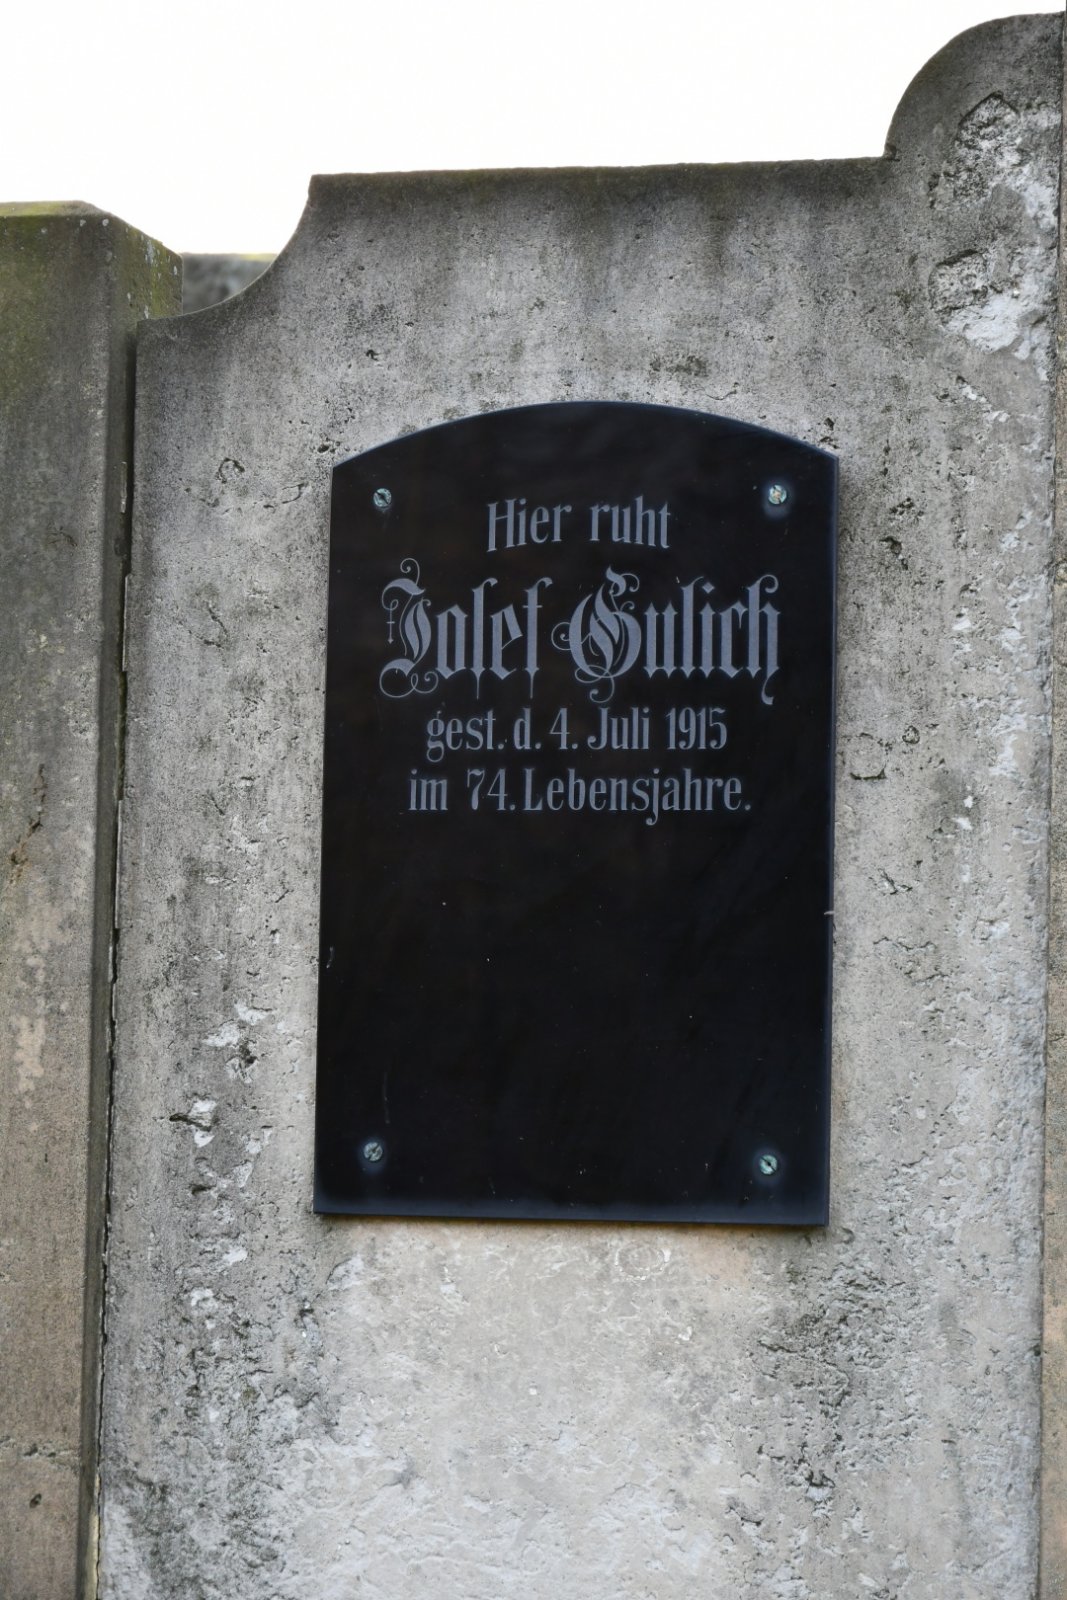 Hier ruht
Josef Gulich
gest. d. 4. Juli 1915
im 74. Lebensjahre.